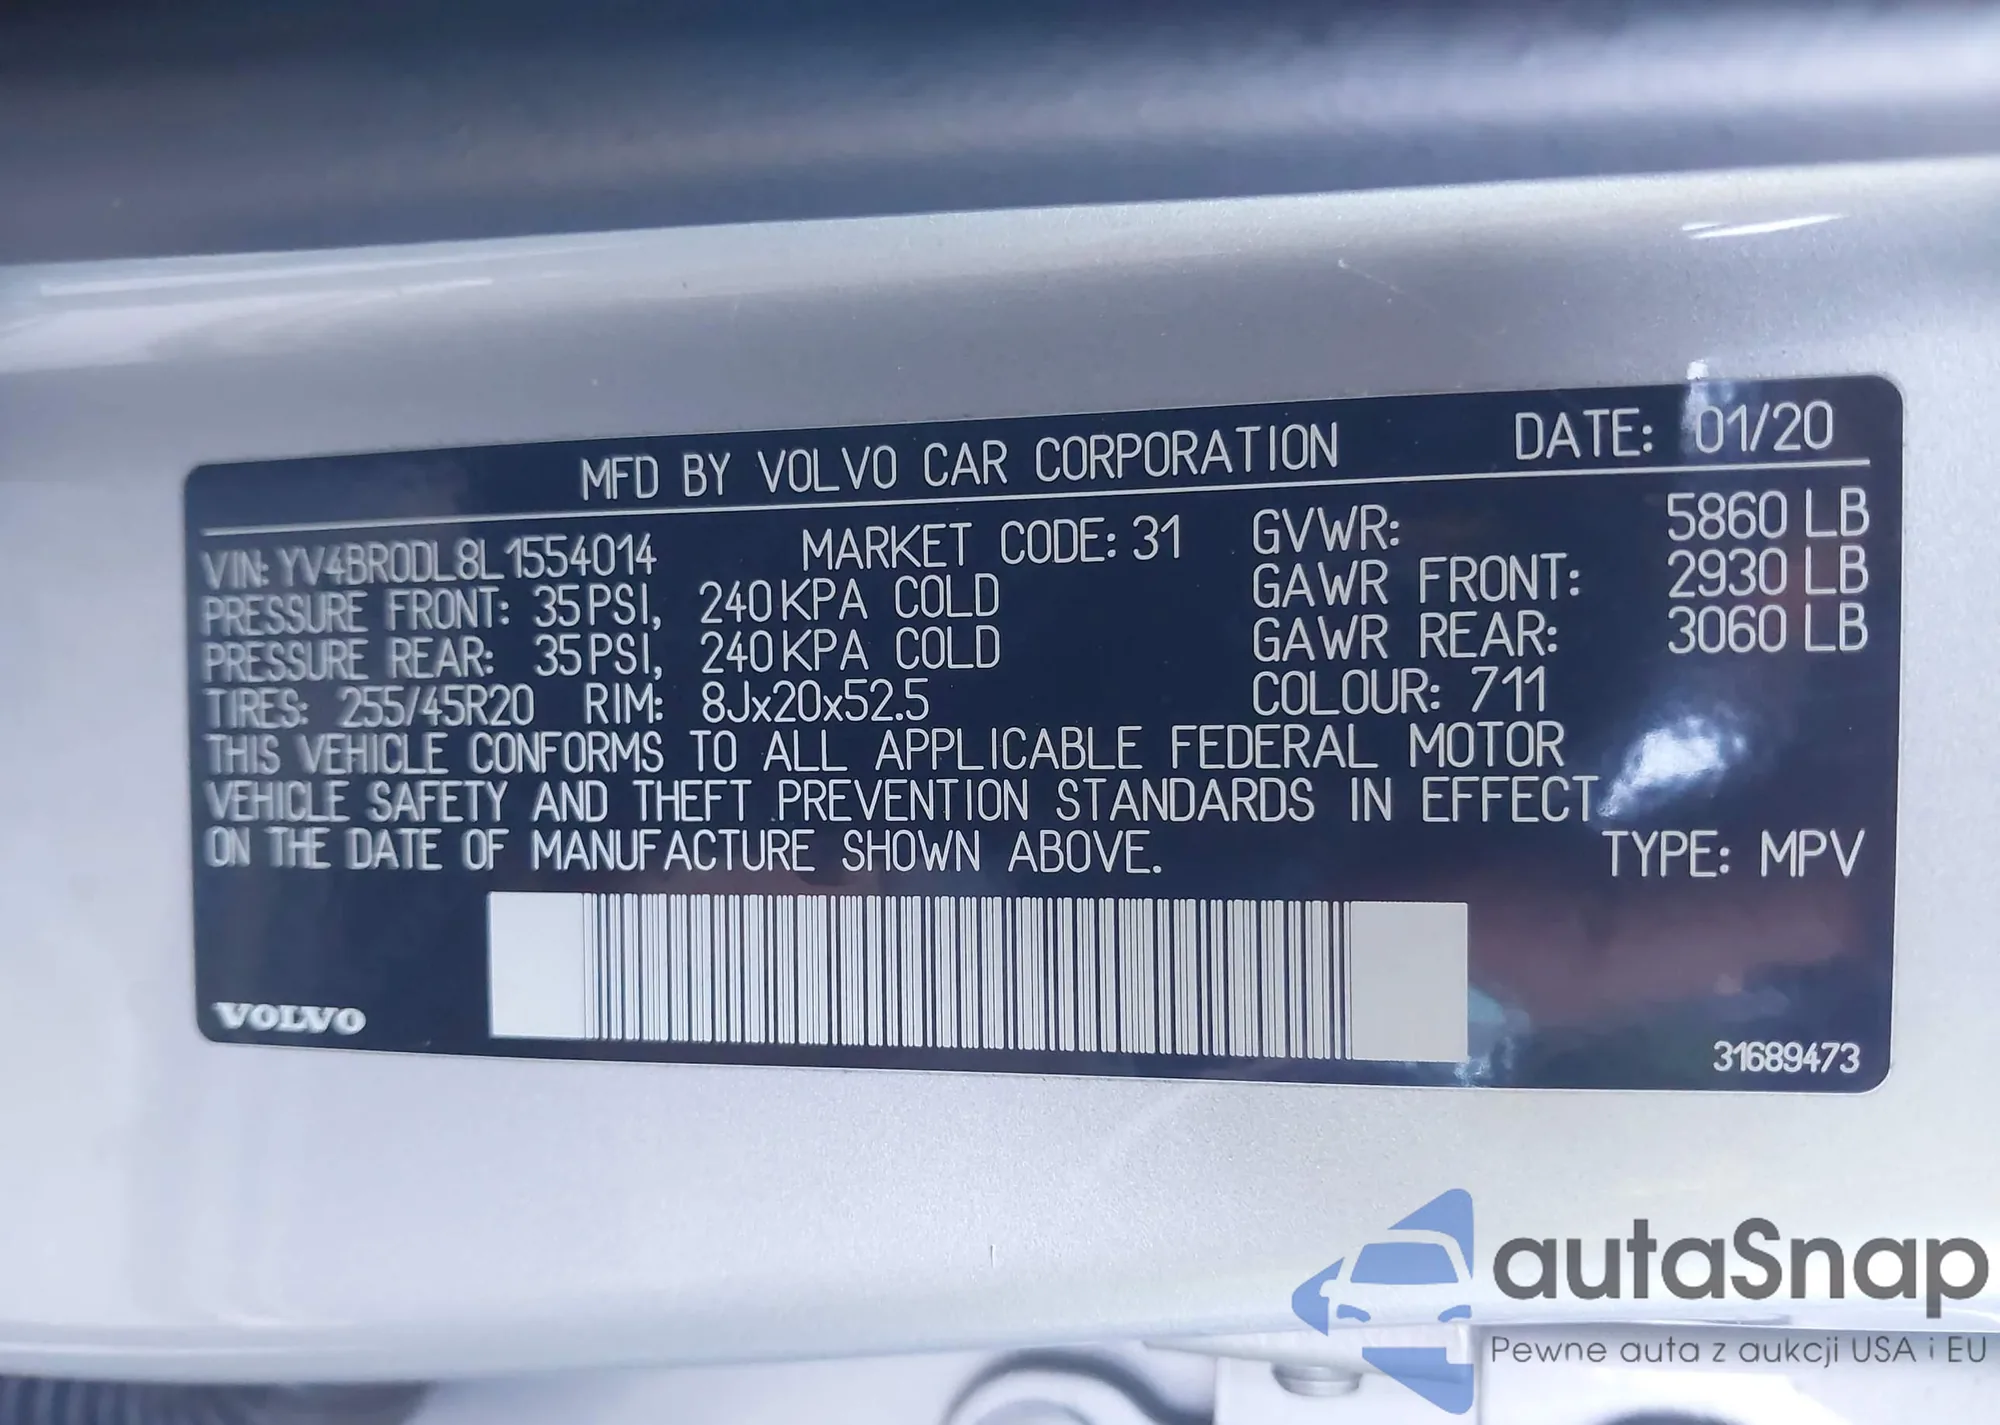 MFD BY VOLVO CAR CORPORATION DATE: 01/20
VIN: YV4BR0DL8L1554014 MARKET CODE: 31 GVWR: 5860 LB
PRESSURE FRONT: 35PSI, 240KPA COLD GAWR FRONT: 2930 LB
PRESSURE REAR: 35PSI, 240KPA COLD GAWR REAR: 3060 LB
TIRES: 255/45R20 RIM: 8Jx20x52.5 COLOUR: 711
THIS VEHICLE CONFORMS TO ALL APPLICABLE FEDERAL MOTOR
VEHICLE SAFETY AND THEFT PREVENTION STANDARDS IN EFFECT
ON THE DATE OF MANUFACTURE SHOWN ABOVE. TYPE: MPV
VOLVO
31689473
autaSnap
Pewne auta z aukcji USA i EU